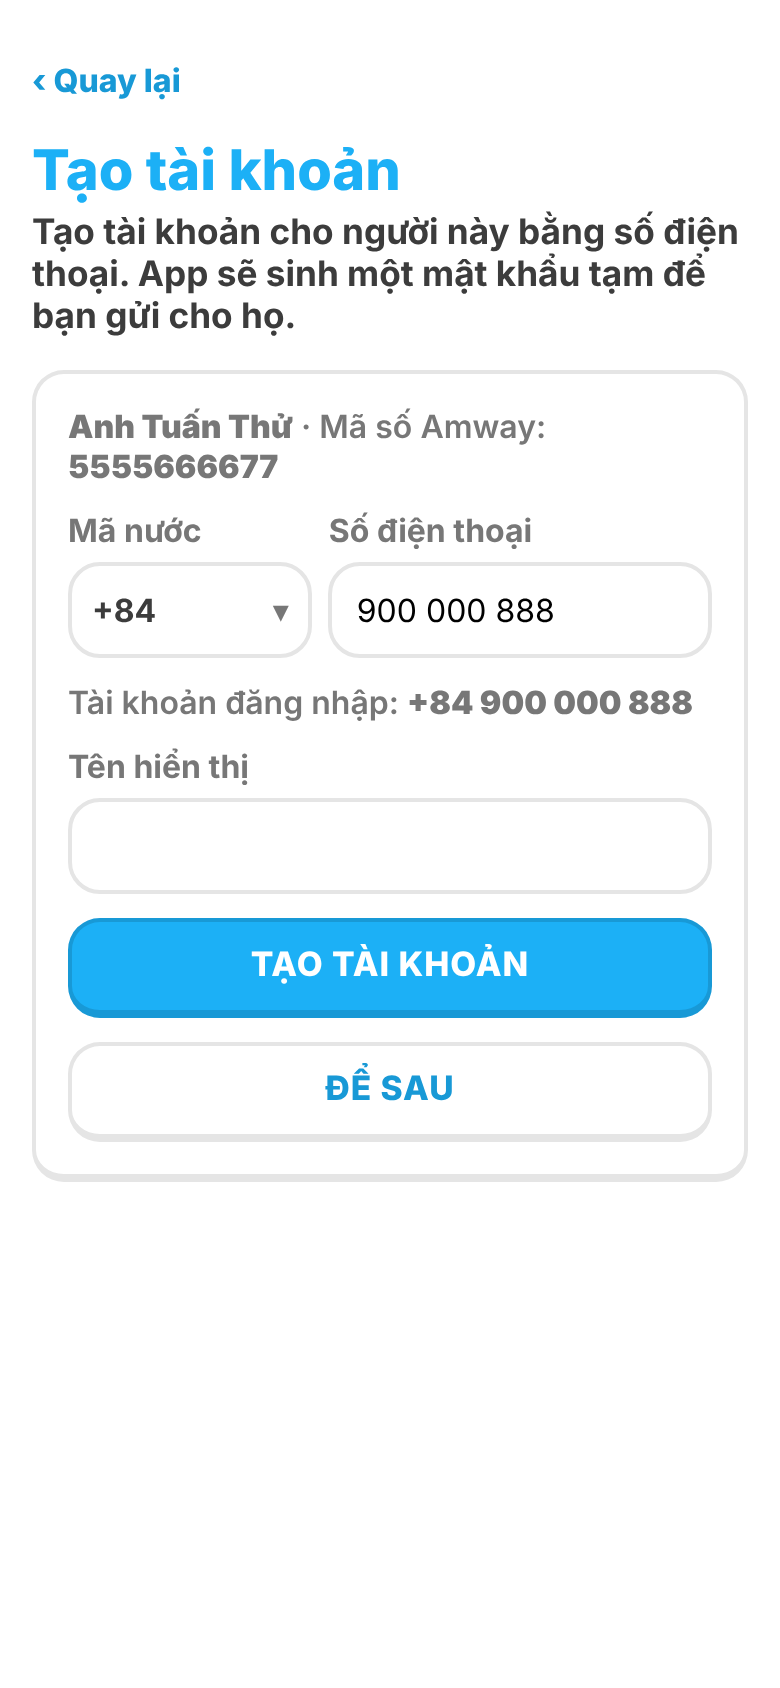 ‹ Quay lại
Tạo tài khoản
Tạo tài khoản cho người này bằng số điện
thoại. App sẽ sinh một mật khẩu tạm để
bạn gửi cho họ.
Anh Tuấn Thử · Mã số Amway:
5555666677
Mã nước Số điện thoại
+84 ▾ 900 000 888
Tài khoản đăng nhập: +84 900 000 888
Tên hiển thị
TẠO TÀI KHOẢN
ĐỂ SAU